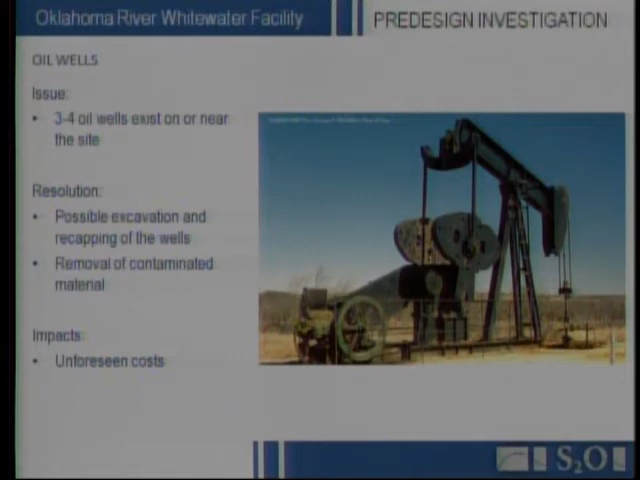 Oklahoma River Whitewater Facility
PREDESIGN INVESTIGATION
OIL WELLS
Issue:
• 3-4 oil wells exist on or near
the site
Resolution:
• Possible excavation and
recapping of the wells
• Removal of contaminated
material
Impacts:
• Unforeseen costs
S2O